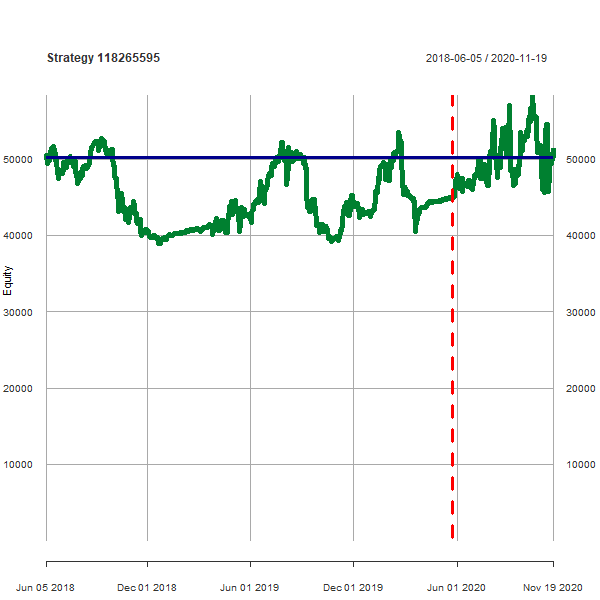 Strategy 118265595
2018-06-05 / 2020-11-19
50000
50000
40000
40000
Equity
30000
30000
20000
20000
10000
10000
Jun 05 2018
Dec 01 2018
Jun 01 2019
Dec 01 2019
Jun 01 2020
Nov 19 2020